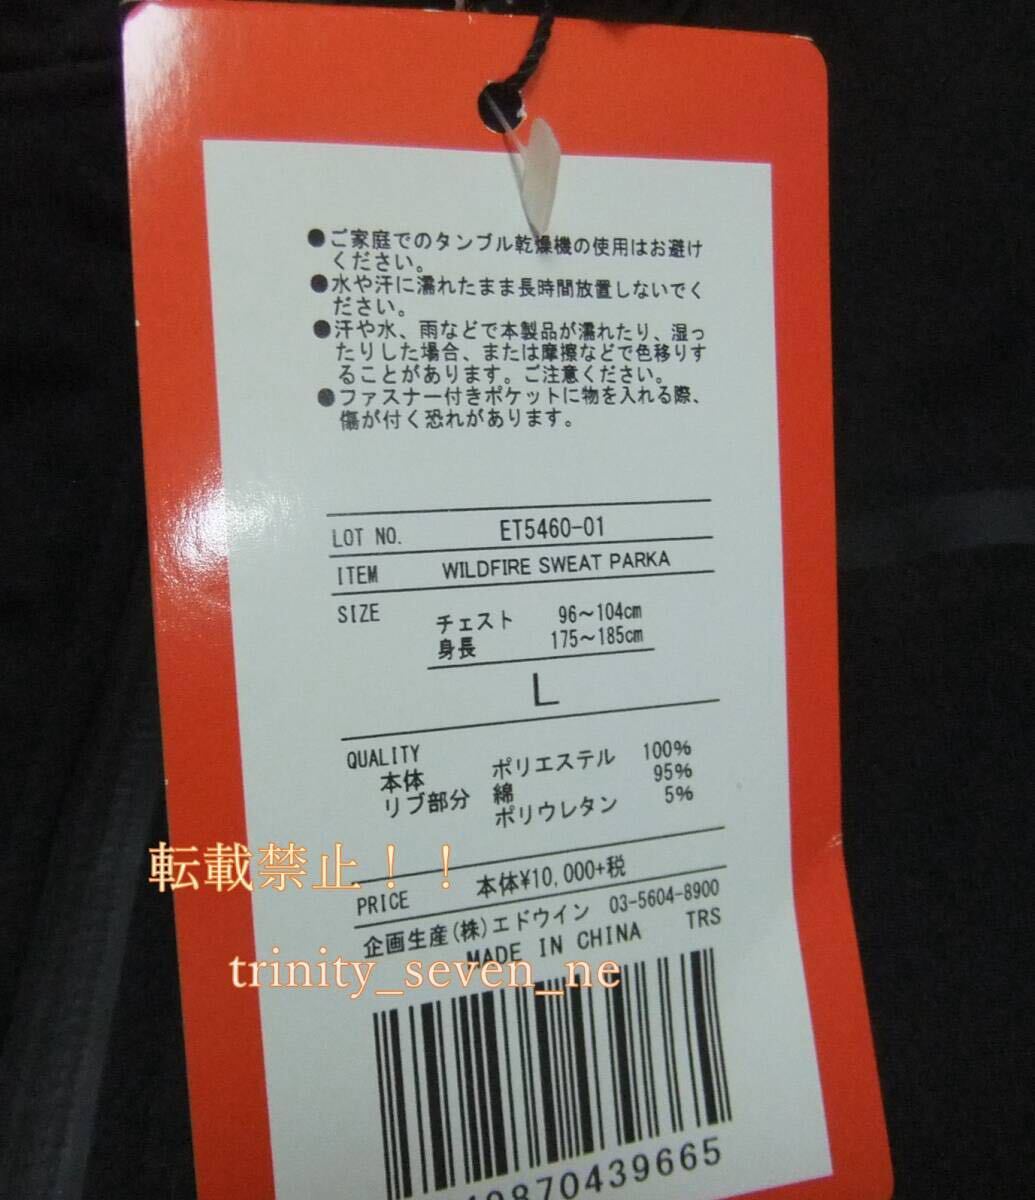 ●ご家庭でのタンブル乾燥機の使用はお避け
ください。
●水や汗に濡れたまま長時間放置しないでく
ださい。
●汗や水、雨などで本製品が濡れたり、湿っ
たりした場合、または摩擦などで色移りす
ることがあります。ご注意ください。
●ファスナー付きポケットに物を入れる際、
傷が付く恐れがあります。
LOT NO. ET5460-01
ITEM WILDFIRE SWEAT PARKA
SIZE チェスト 96～104cm
身長 175～185cm
L
QUALITY
本体 ポリエステル 100%
リブ部分 綿 95%
ポリウレタン 5%
転載禁止！！
PRICE 本体¥10,000+税
企画生産(株)エドウイン 03-5604-8900
MADE IN CHINA TRS
trinity_seven_ne
0870439665